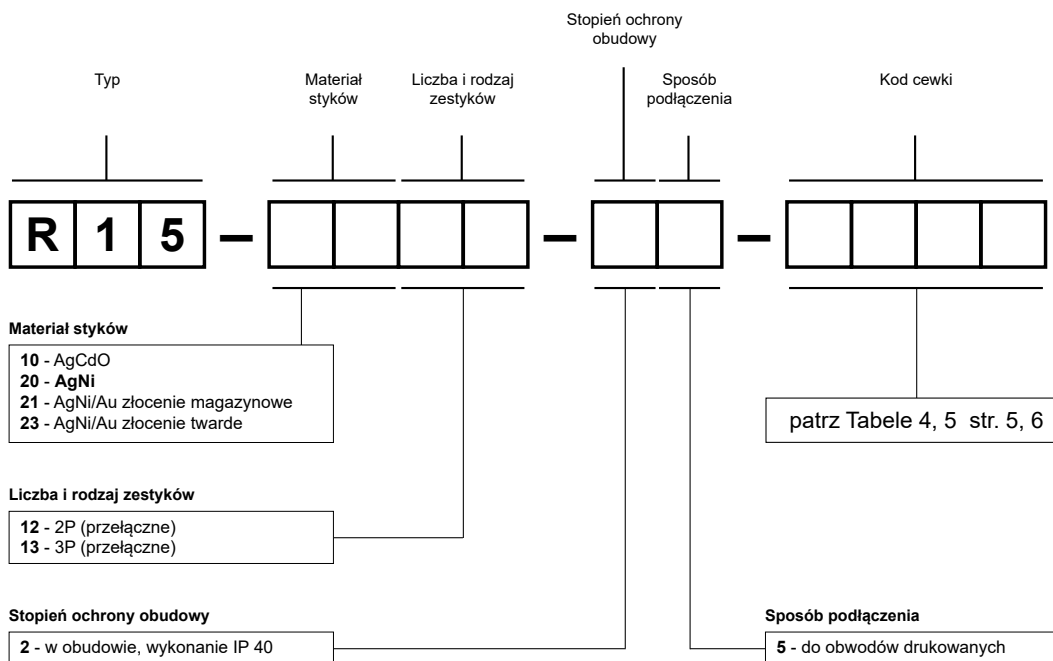 Stopień ochrony
obudowy
Typ
Materiał
styków
Liczba i rodzaj
zestyków
Sposób
podłączenia
Kod cewki
R 1 5 – – –
Materiał styków
10 - AgCdO
20 - AgNi
21 - AgNi/Au złocenie magazynowe
23 - AgNi/Au złocenie twarde
patrz Tabele 4, 5 str. 5, 6
Liczba i rodzaj zestyków
12 - 2P (przełączne)
13 - 3P (przełączne)
Stopień ochrony obudowy
2 - w obudowie, wykonanie IP 40
Sposób podłączenia
5 - do obwodów drukowanych